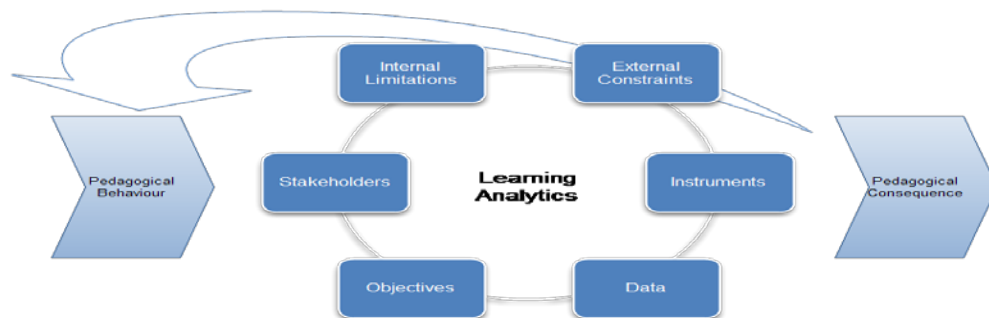 Internal
Limitations
External
Constraints
Pedagogical
Behaviour
Stakeholders
Learning
Analytics
Instruments
Pedagogical
Consequence
Objectives
Data